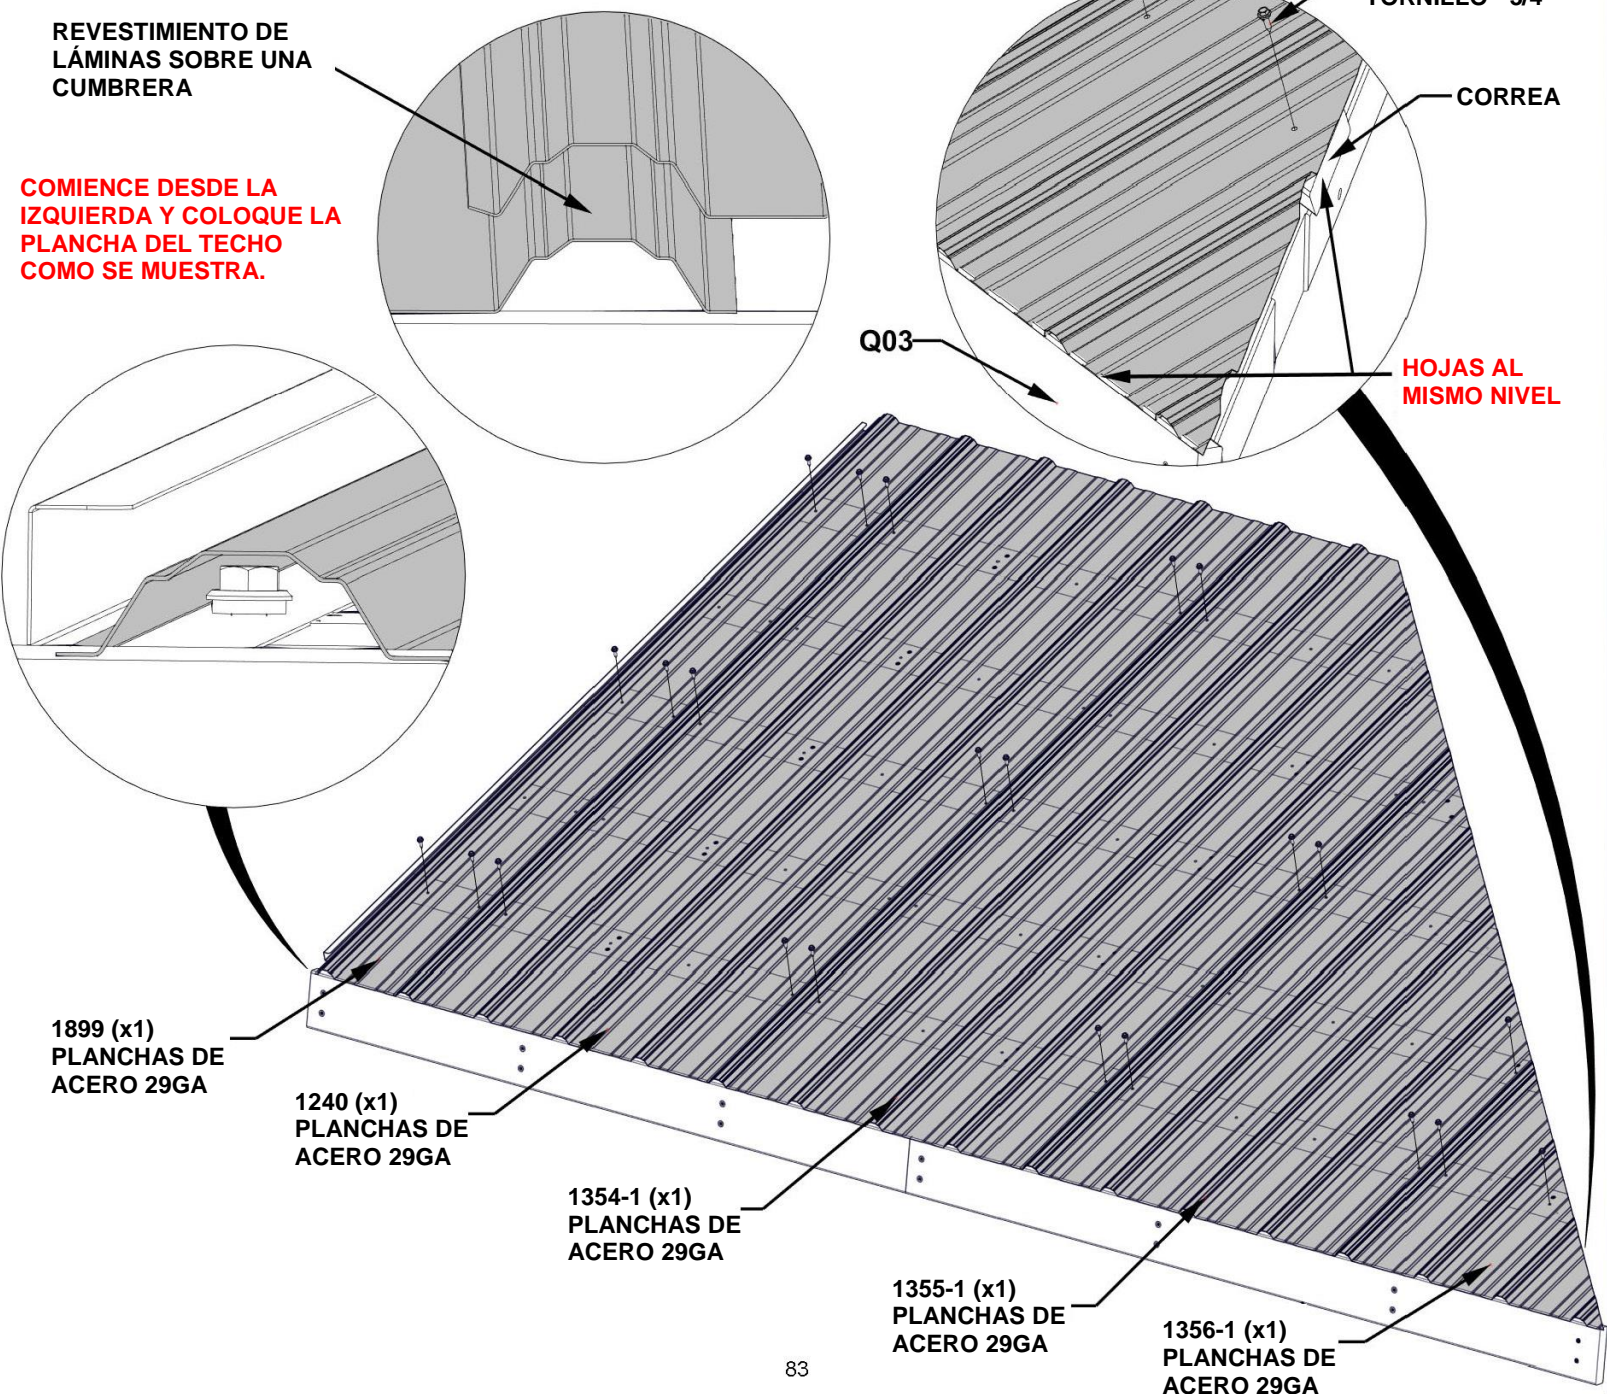 REVESTIMIENTO DE
LÁMINAS SOBRE UNA
CUMBRERA
TORNILLO - 3/4"
CORREA
COMIENCE DESDE LA
IZQUIERDA Y COLOQUE LA
PLANCHA DEL TECHO
COMO SE MUESTRA.
Q03
HOJAS AL
MISMO NIVEL
1899 (x1)
PLANCHAS DE
ACERO 29GA
1240 (x1)
PLANCHAS DE
ACERO 29GA
1354-1 (x1)
PLANCHAS DE
ACERO 29GA
1355-1 (x1)
PLANCHAS DE
ACERO 29GA
1356-1 (x1)
PLANCHAS DE
ACERO 29GA
83